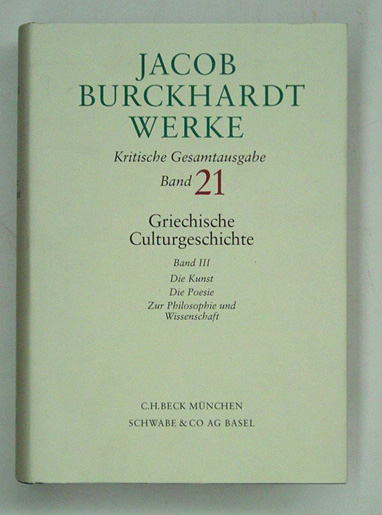 JACOB
BURCKHARDT
WERKE
Kritische Gesamtausgabe
Band 21
Griechische
Culturgeschichte
Band III
Die Kunst
Die Poesie
Zur Philosophie und
Wissenschaft
C.H.BECK MÜNCHEN
SCHWABE & CO AG BASEL